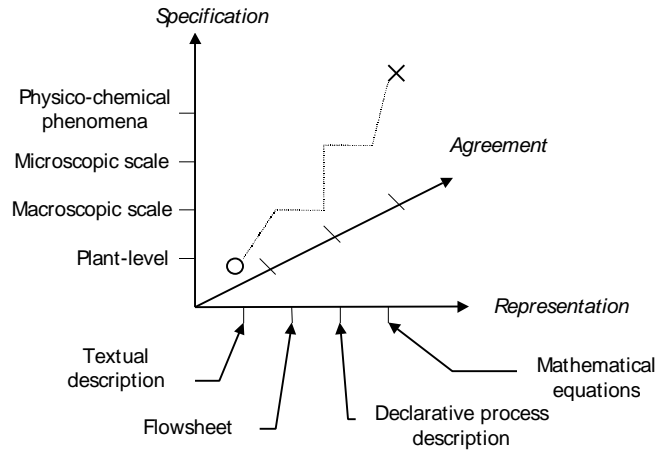 Specification
Physico-chemical
phenomena
Microscopic scale
Macroscopic scale
Plant-level
Agreement
Representation
Textual
description
Flowsheet
Declarative process
description
Mathematical
equations